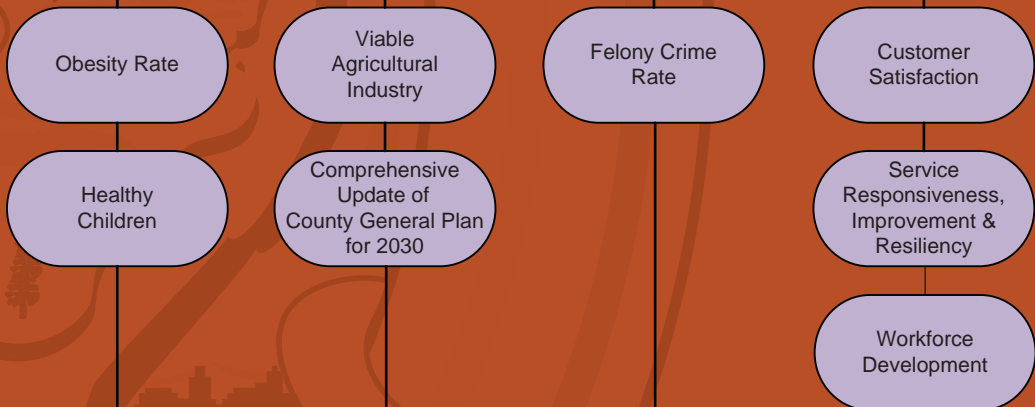 Obesity Rate
Viable
Agricultural
Industry
Felony Crime
Rate
Customer
Satisfaction
Healthy
Children
Comprehensive
Update of
County General Plan
for 2030
Service
Responsiveness,
Improvement &
Resiliency
Workforce
Development